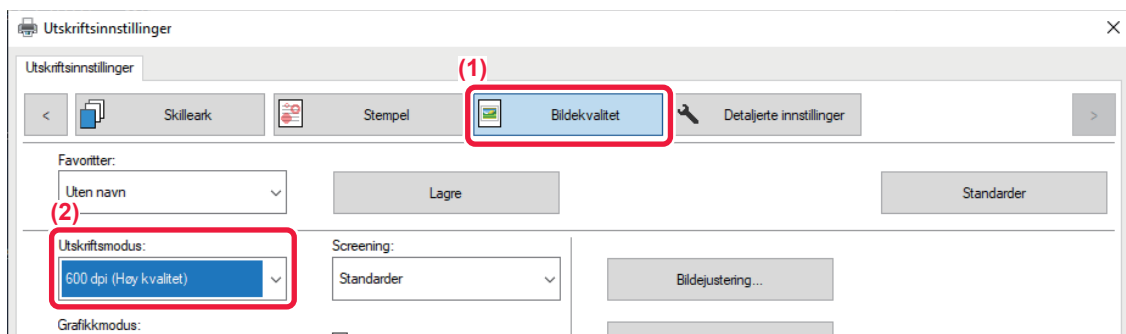 Utskriftsinnstillinger
Utskriftsinnstillinger
(1)
< Skilleark Stempel Bildekvalitet Detaljerte innstillinger >
Favoritter:
Uten navn Lagre Standarder
(2)
Utskriftsmodus: Screening:
600 dpi (Høy kvalitet) Standarder Bildejustering...
Grafikkmodus: